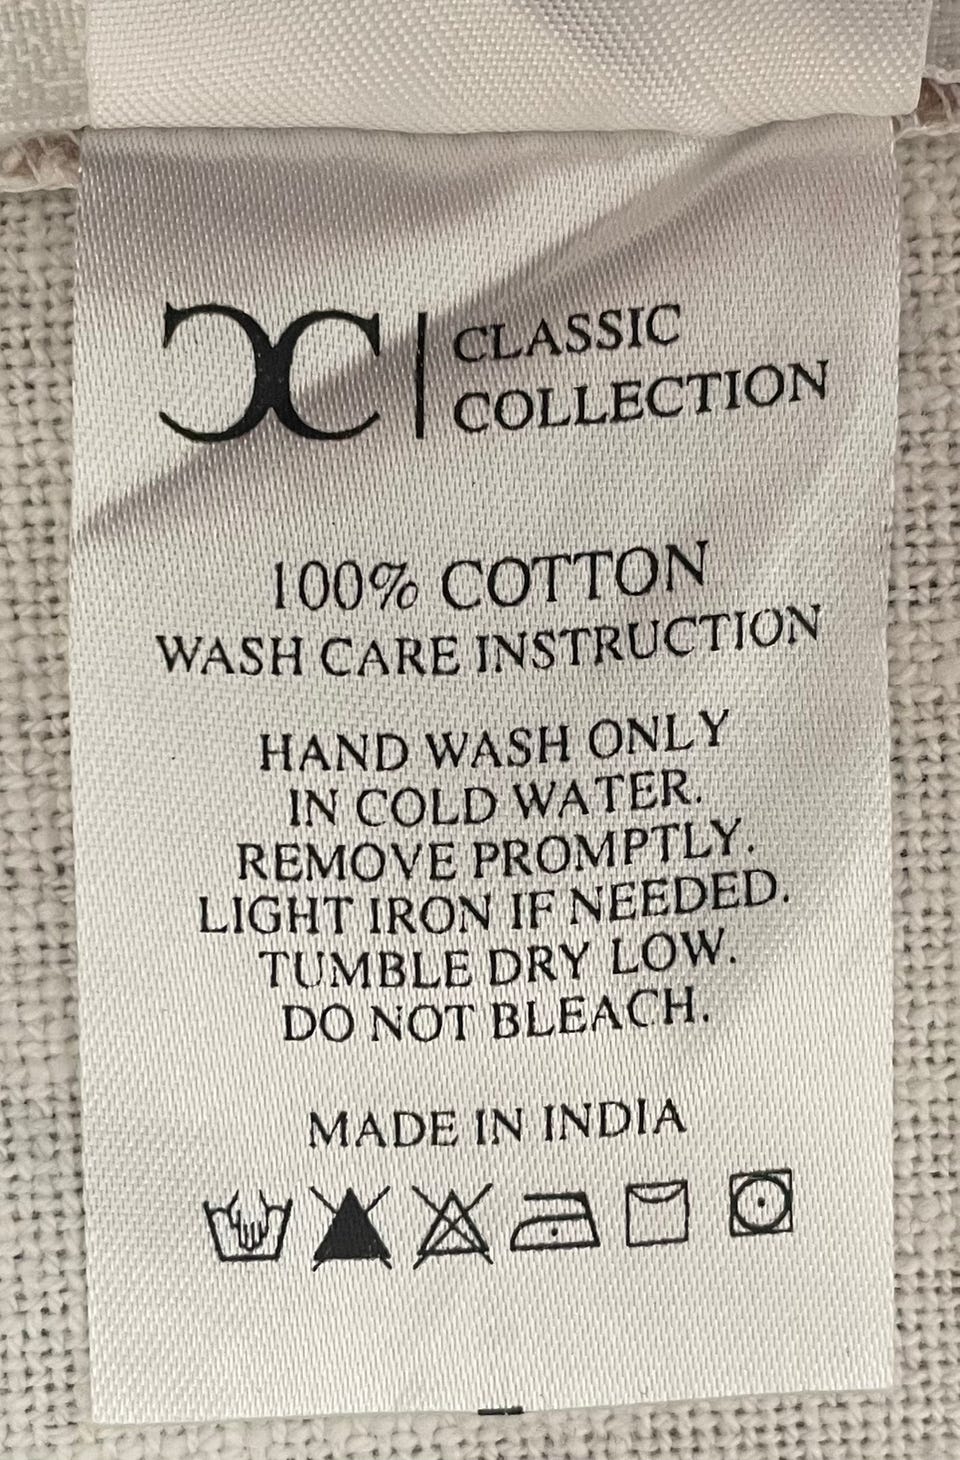 CC | CLASSIC
COLLECTION
100% COTTON
WASH CARE INSTRUCTION
HAND WASH ONLY
IN COLD WATER.
REMOVE PROMPTLY.
LIGHT IRON IF NEEDED.
TUMBLE DRY LOW.
DO NOT BLEACH.
MADE IN INDIA